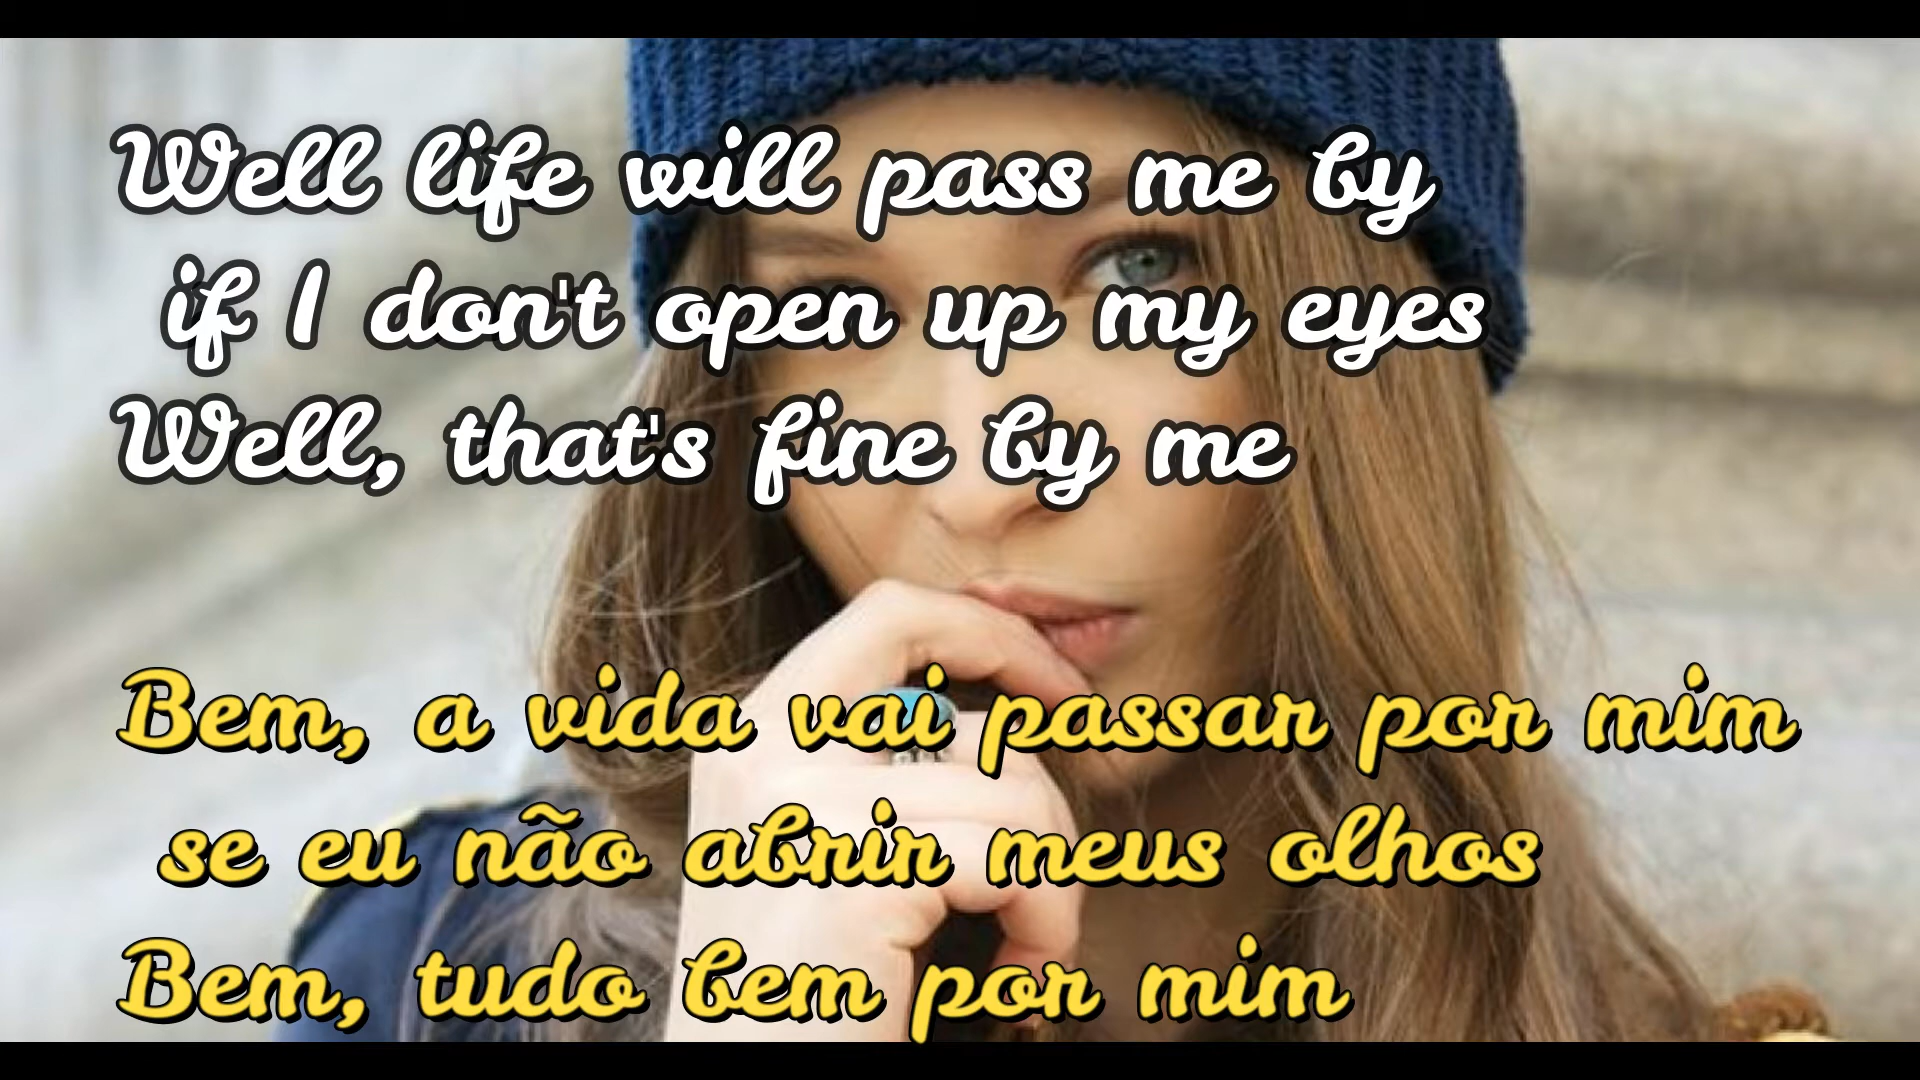 Well life will pass me by
if I don't open up my eyes
Well, that's fine by me
Bem, a vida vai passar por mim
se eu não abrir meus olhos
Bem, tudo bem por mim